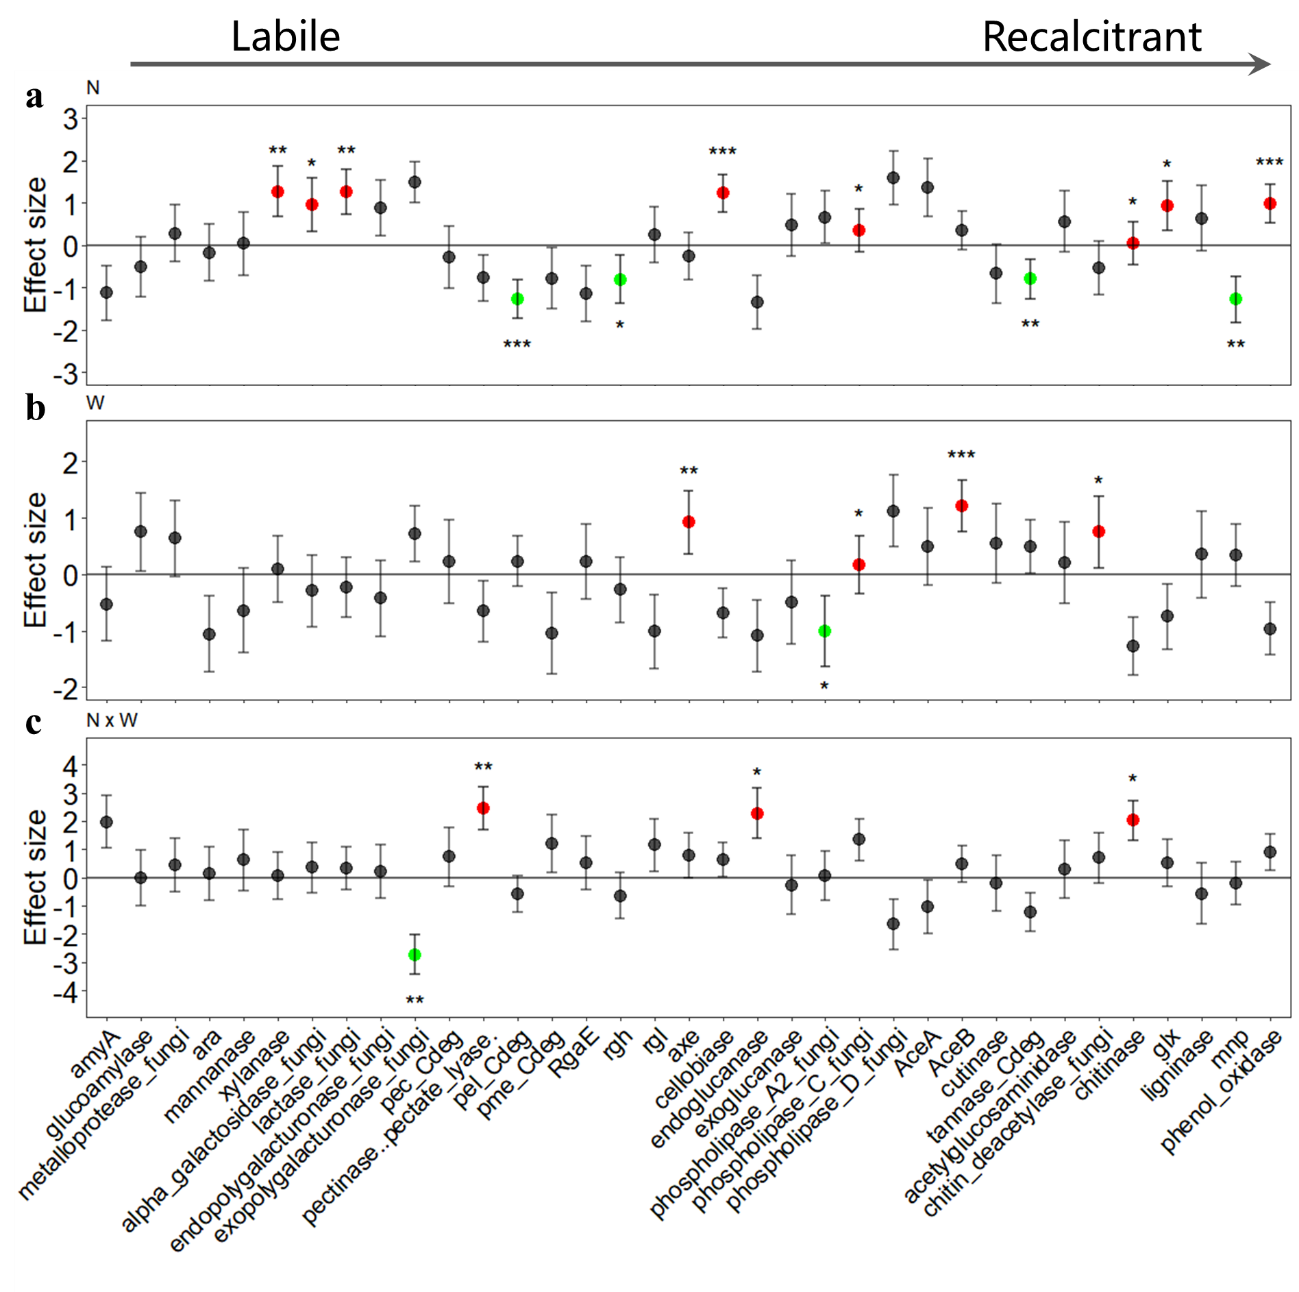 Labile Recalcitrant
a N
Effect size
3
2
1
0
-1
-2
-3
** * ** *** * * * ***
*** * ** **
b W
Effect size
2
1
0
-1
-2
** * *** *
*
c N x W
Effect size
4
3
2
1
0
-1
-2
-3
-4
** * *
**
amyA
glucoamylase
metalloprotease_fungi
ara
mannanase
xylanase
alpha_galactosidase_fungi
lactase_fungi
endopolygalacturonase_fungi
exopolygalacturonase_fungi
pec_Cdeg
pectinase..pectate_lyase.
pel_Cdeg
pme_Cdeg
RgaE
rgh
rgl
axe
cellobiase
endoglucanase
exoglucanase
phospholipase_A2_fungi
phospholipase_C_fungi
phospholipase_D_fungi
AceA
AceB
cutinase
tannase_Cdeg
acetylglucosaminidase
chitin_deacetylase_fungi
chitinase
glx
ligninase
mnp
phenol_oxidase